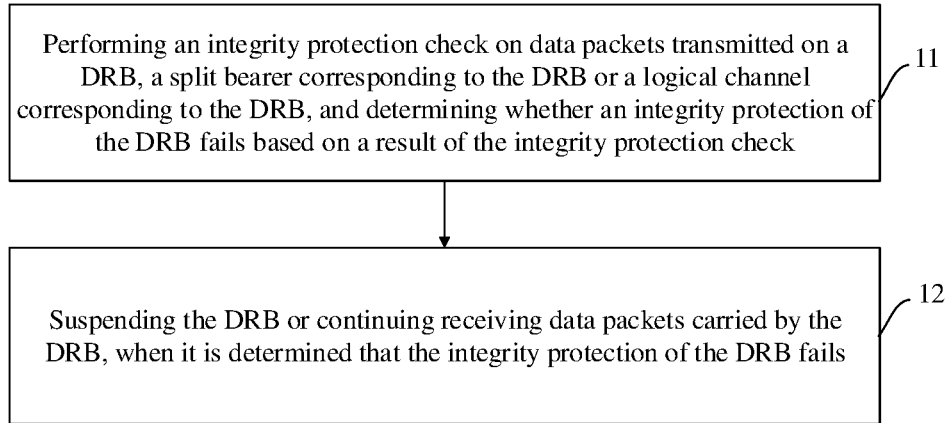 Performing an integrity protection check on data packets transmitted on a
DRB, a split bearer corresponding to the DRB or a logical channel
corresponding to the DRB, and determining whether an integrity protection of
the DRB fails based on a result of the integrity protection check
11
Suspending the DRB or continuing receiving data packets carried by the
DRB, when it is determined that the integrity protection of the DRB fails
12